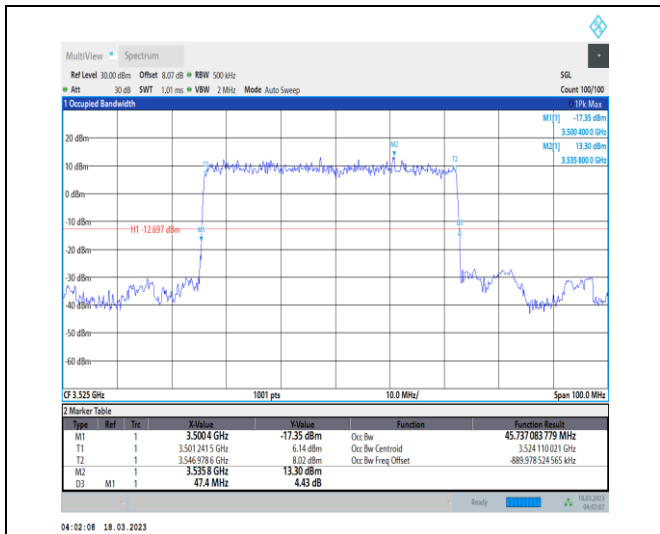 MultiView Spectrum
Ref Level 30.00 dBm Offset 8.07 dB RBW 500 kHz SGL
Att 30 dB SWT 1.01 ms VBW 2 MHz Mode Auto Sweep Count 100/100
1 Occupied Bandwidth 1Pk Max
M1[1] -17.35 dBm
3.500 400 0 GHz
M2[1] 13.30 dBm
3.535 800 0 GHz
20 dBm
M2
T1
T2
10 dBm
0 dBm
-10 dBm
D3
H1 -12.697 dBm
M1
-30 dBm
-40 dBm
-50 dBm
-60 dBm
CF 3.525 GHz 1001 pts 10.0 MHz/ Span 100.0 MHz
2 Marker Table
Type Ref Trc X-Value Y-Value Function Function Result
M1 1 3.5004 GHz -17.35 dBm Occ Bw 45.737 083 779 MHz
T1 1 3.501 241 5 GHz 6.14 dBm Occ Bw Centroid 3.524 110 021 GHz
T2 1 3.546 978 6 GHz 8.02 dBm Occ Bw Freq Offset -889.978 524 565 kHz
M2 1 3.535 8 GHz 13.30 dBm
D3 M1 1 47.4 MHz 4.43 dB
Ready 18.03.2023
04:02:07
04:02:08 18.03.2023